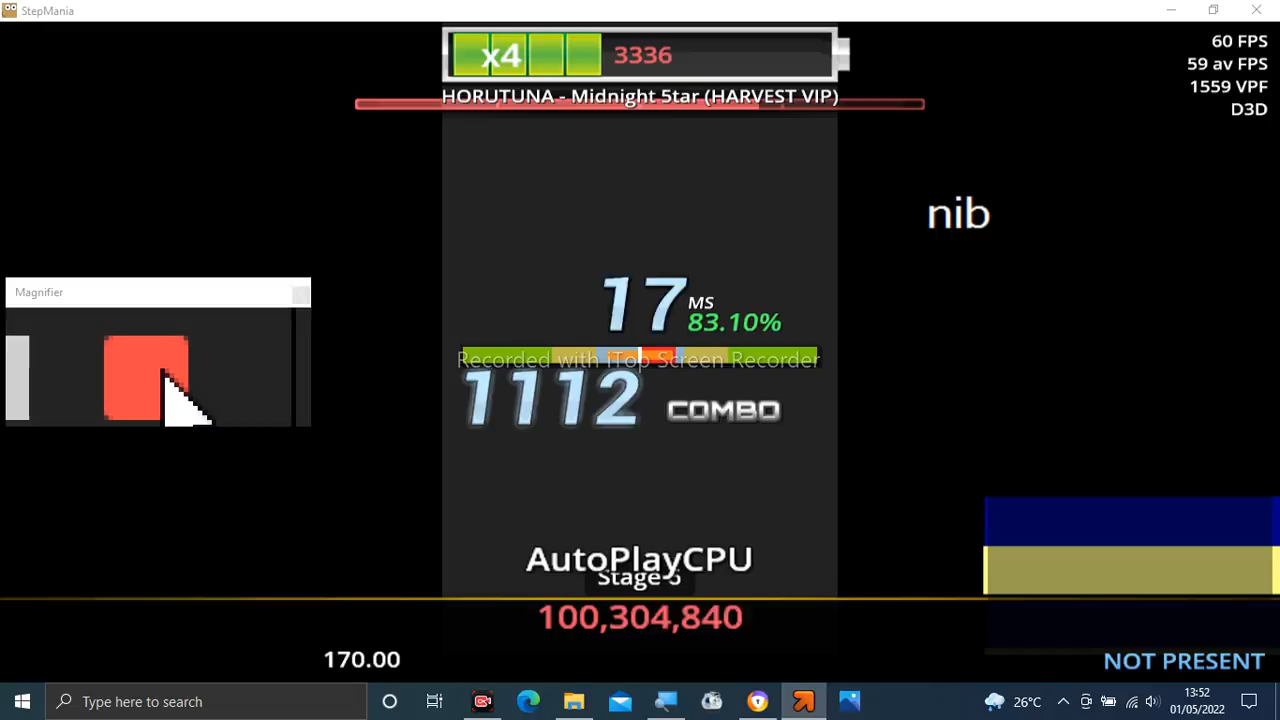 StepMania
60 FPS
59 av FPS
1559 VPF
D3D
x4 3336
HORUTUNA - Midnight 5tar (HARVEST VIP)
nib
Magnifier
17 MS
83.10%
Recorded with iTop Screen Recorder
1112 COMBO
AutoPlayCPU
Stage 5
100,304,840
170.00
NOT PRESENT
Type here to search
26°C
13:52
01/05/2022